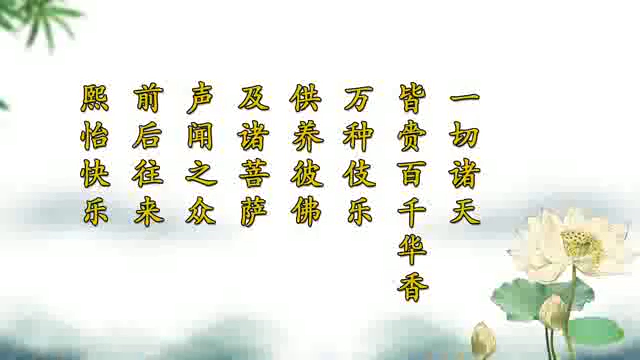 一切诸天
皆赍百千华香
万种伎乐
供养彼佛
及诸菩萨
声闻之众
前后往来
熙怡快乐